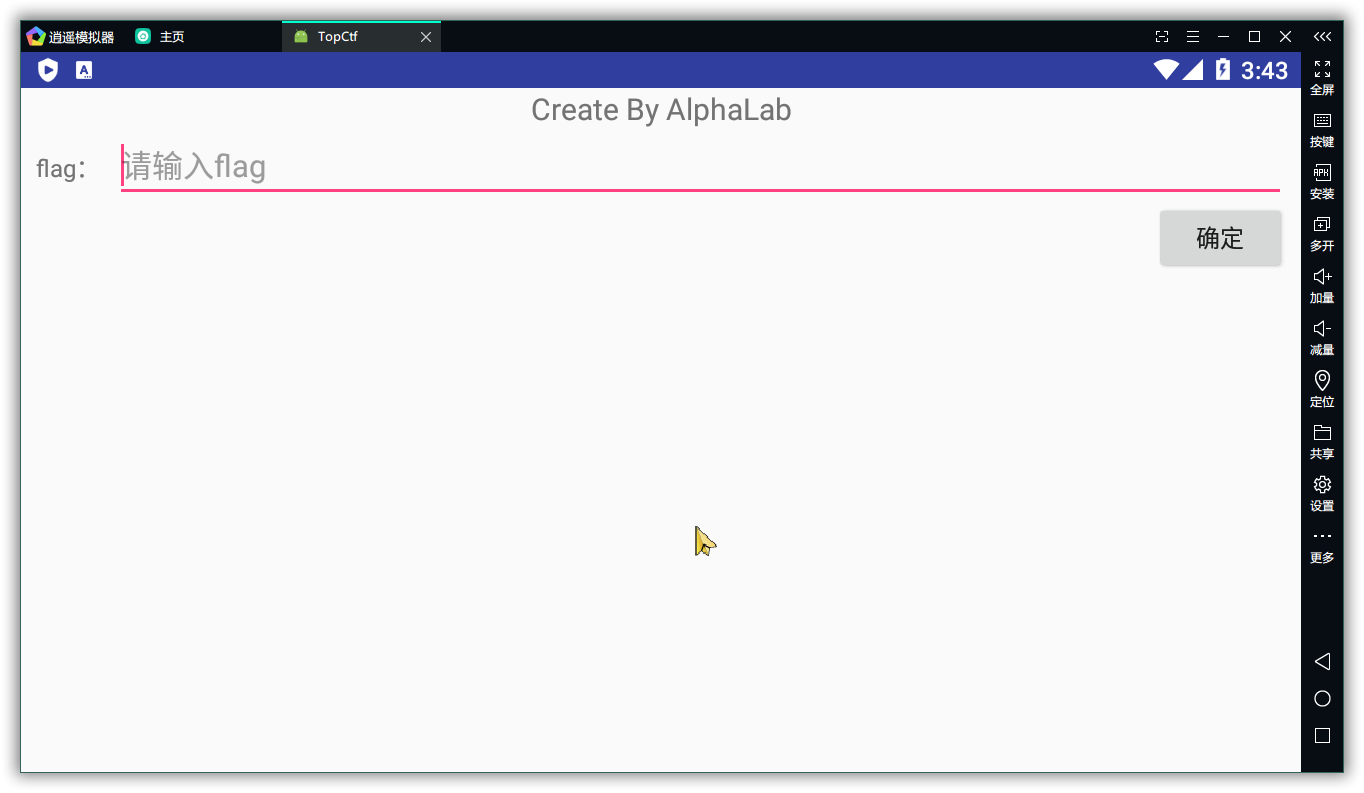 逍遥模拟器 主页 TopCtf
3:43
Create By AlphaLab
flag： 请输入flag
确定
全屏
按键
APK
安装
多开
加量
减量
定位
共享
设置
更多